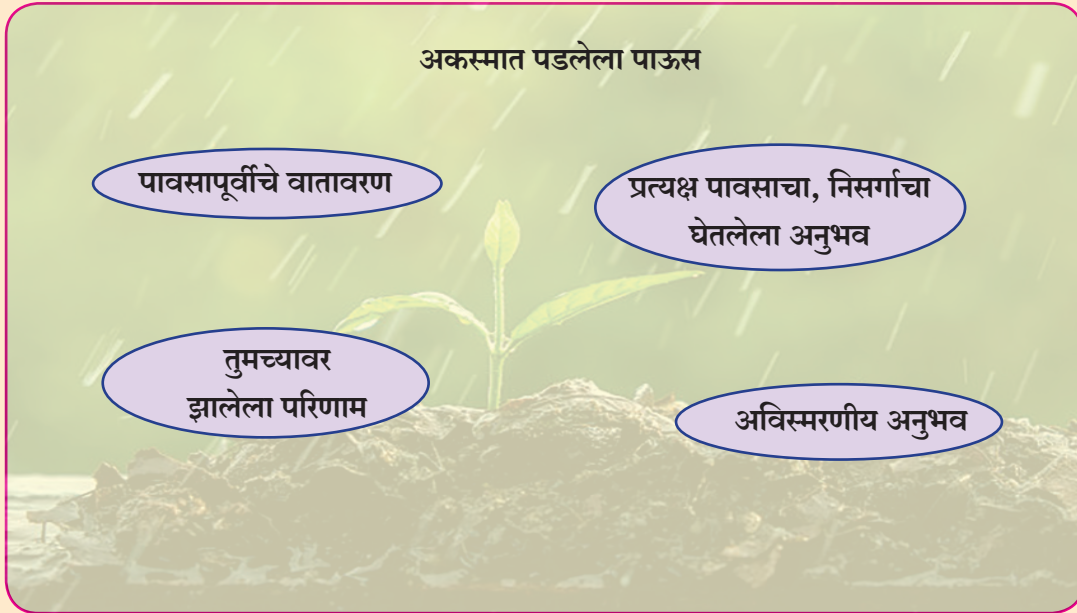 अकस्मात पडलेला पाऊस
पावसापूर्वीचे वातावरण
प्रत्यक्ष पावसाचा, निसर्गाचा
घेतलेला अनुभव
तुमच्यावर
झालेला परिणाम
अविस्मरणीय अनुभव